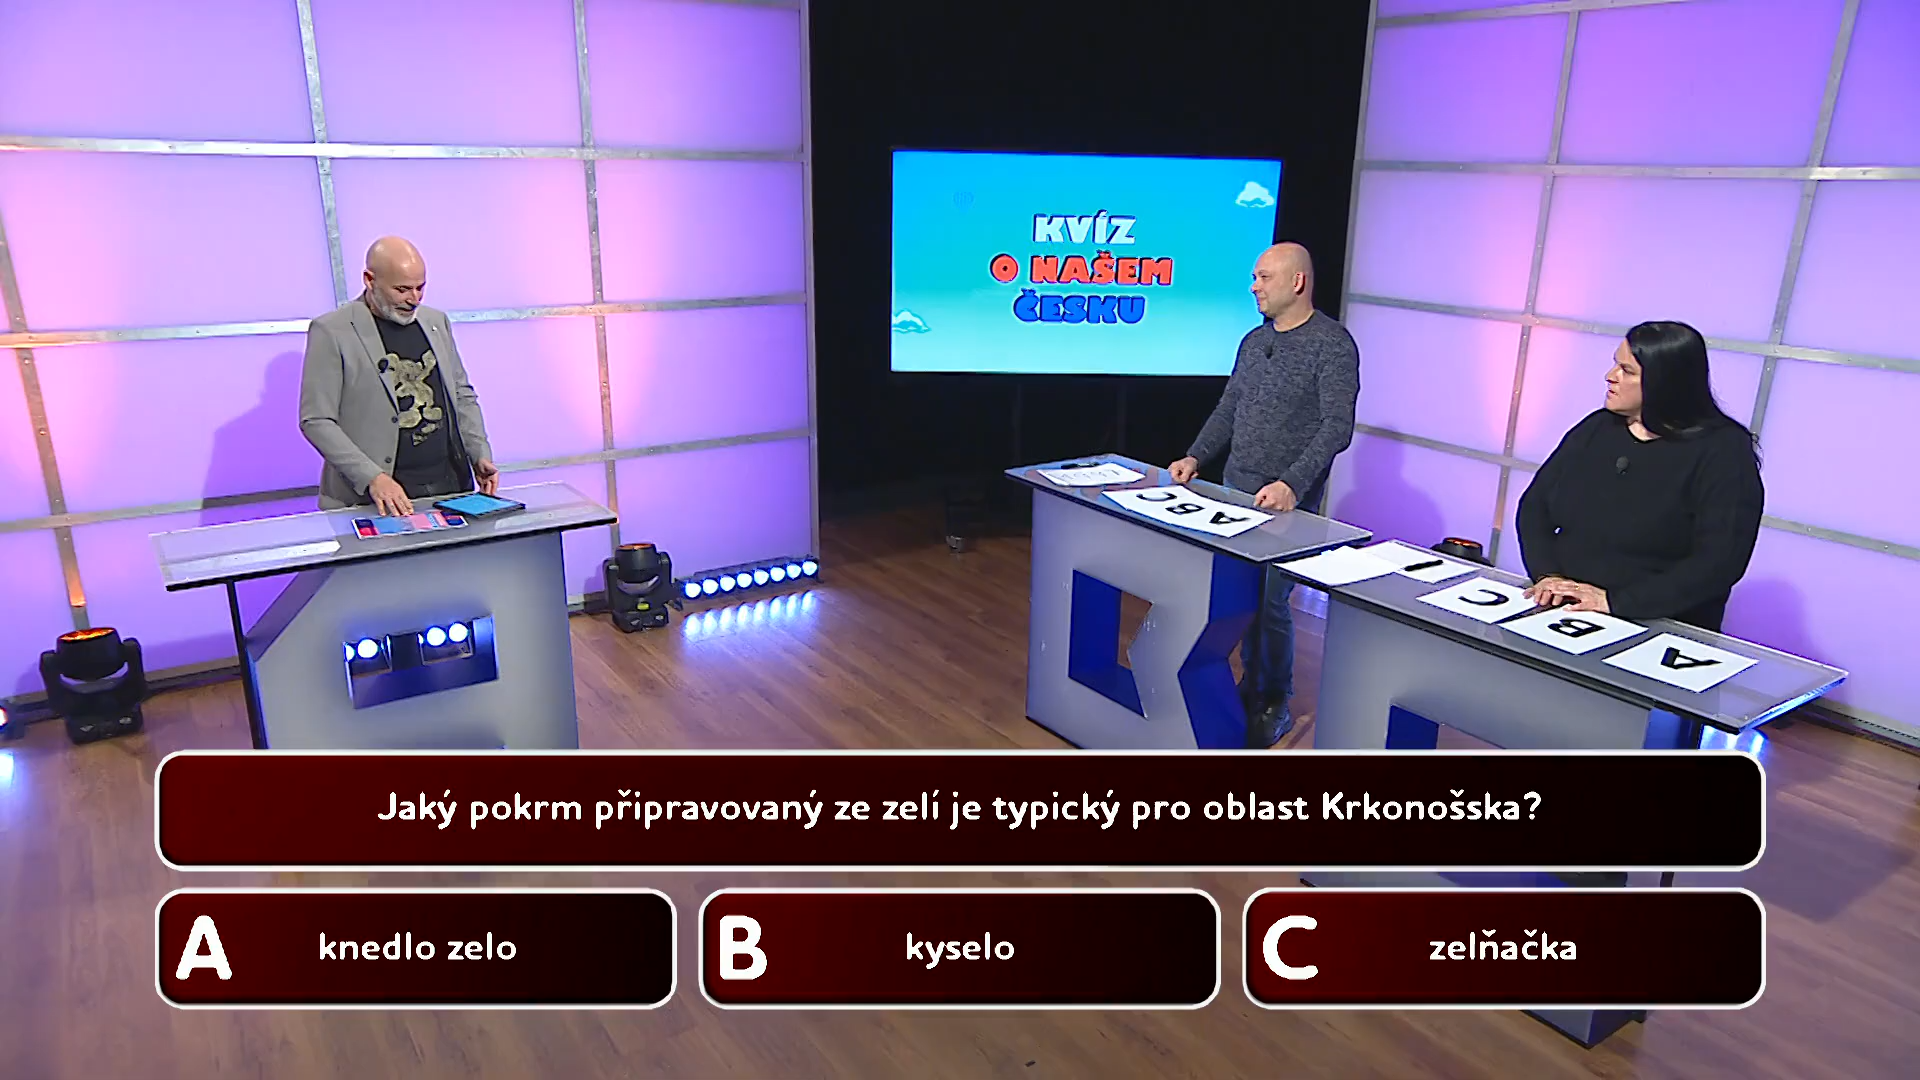 KVÍZ
O NAŠEM
ČESKU
A B C
C
B
A
Jaký pokrm připravovaný ze zelí je typický pro oblast Krkonošska?
A knedlo zelo
B kyselo
C zelňačka